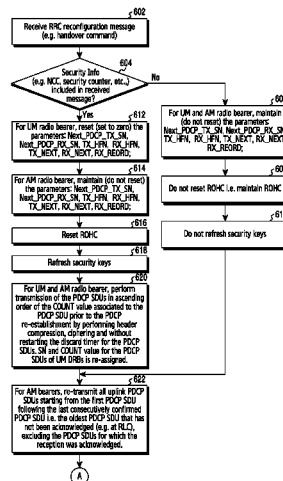 602
Receive RRC reconfiguration message
(e.g. handover command)
604
Security Info
(e.g. NCC, security counter, etc.,)
included in received
message?
No
Yes
612
For UM radio bearer, reset (set to zero) the
parameters: Next_PDCP_TX_SN,
Next_PDCP_RX_SN, TX_HFN, RX_HFN,
TX_NEXT, RX_NEXT, RX_REORD;
614
For AM radio bearer, maintain (do not reset)
the parameters: Next_PDCP_TX_SN,
Next_PDCP_RX_SN, TX_HFN, RX_HFN,
TX_NEXT, RX_NEXT, RX_REORD;
616
Reset ROHC
618
Refresh security keys
620
For UM and AM radio bearer, perform
transmission of the PDCP SDUs in ascending
order of the COUNT value associated to the
PDCP SDU prior to the PDCP
re-establishment by performing header
compression, ciphering and without
restarting the discard timer for the PDCP
SDUs. SN and COUNT value for the PDCP
SDUs of UM DRBs is re-assigned.
622
For AM bearers, re-transmit all uplink PDCP
SDUs starting from the first PDCP SDU
following the last consecutively confirmed
PDCP SDU i.e. the oldest PDCP SDU that has
not been acknowledged (e.g. at RLC),
excluding the PDCP SDUs for which the
reception was acknowledged.
A
60
For UM and AM radio bearer, maintain
(do not reset) the parameters:
Next_PDCP_TX_SN, Next_PDCP_RX_SN
TX_HFN, RX_HFN, TX_NEXT, RX_NEXT
RX_REORD;
60
Do not reset ROHC i.e. maintain ROHC
61
Do not refresh security keys